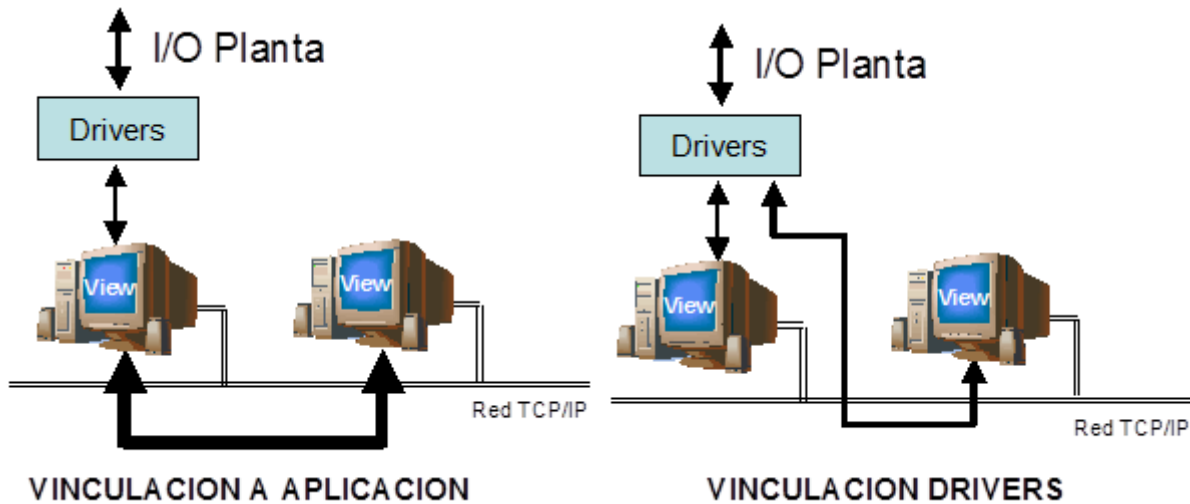 I/O Planta
Drivers
View
View
Red TCP/IP
VINCULACION A APLICACION
I/O Planta
Drivers
View
View
Red TCP/IP
VINCULACION DRIVERS